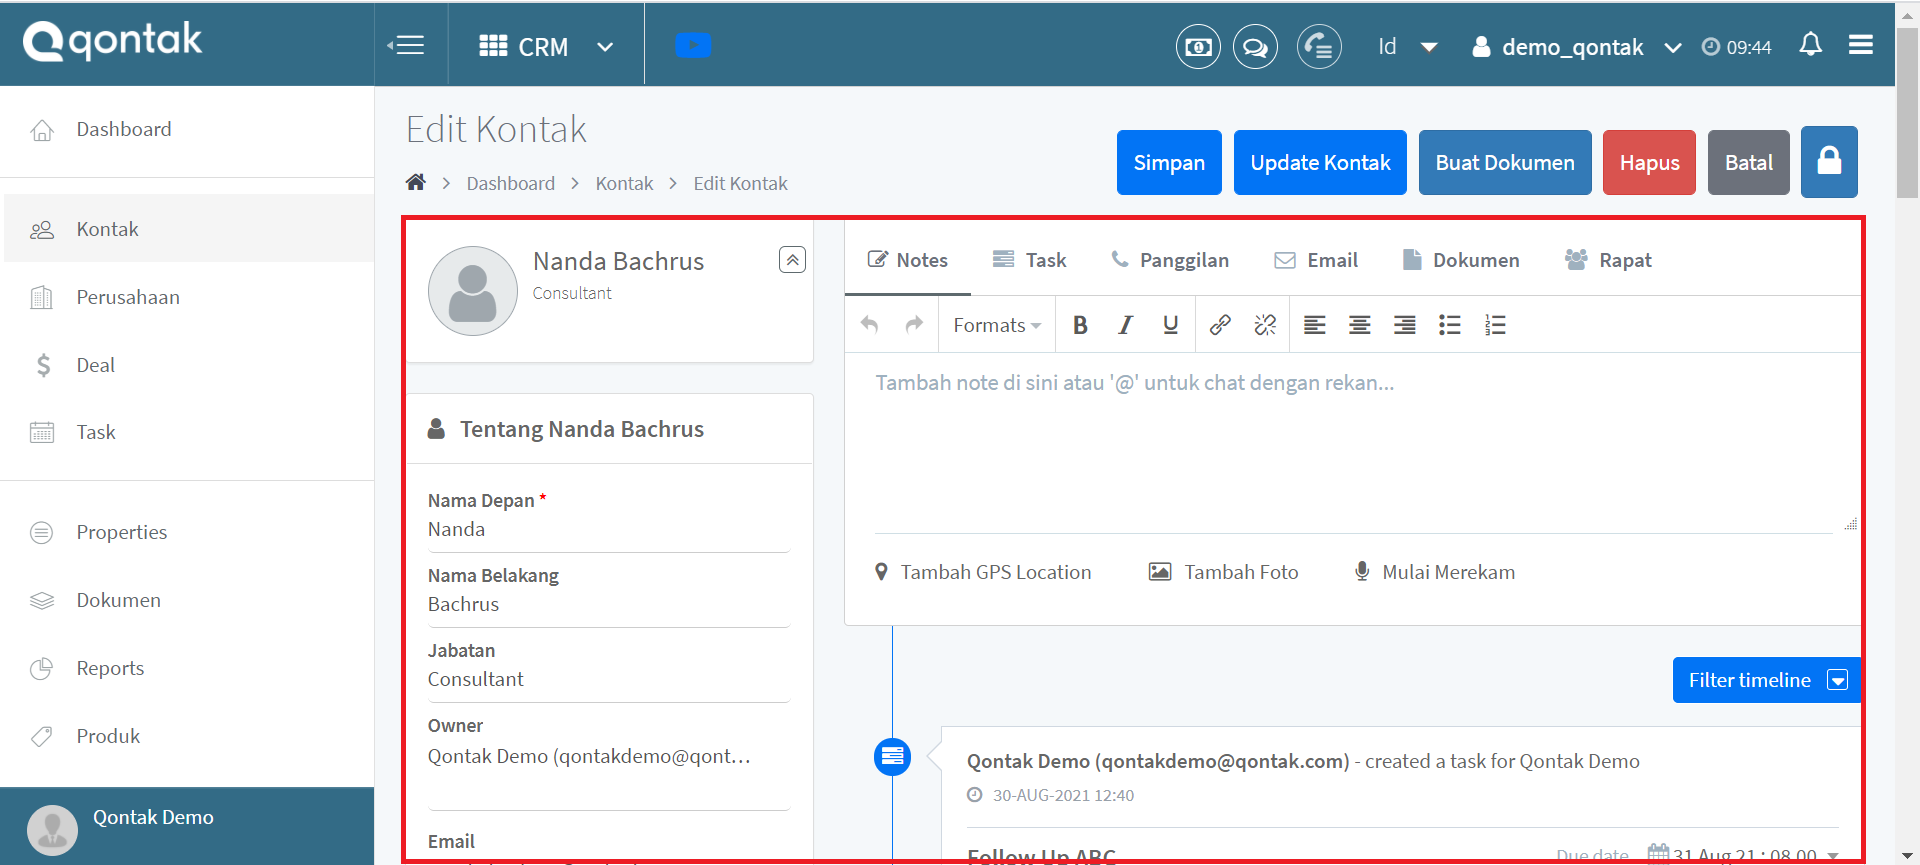 qontak
CRM
Id
demo_qontak
09:44
Dashboard
Kontak
Perusahaan
Deal
Task
Properties
Dokumen
Reports
Produk
Qontak Demo
Edit Kontak
Dashboard > Kontak > Edit Kontak
Simpan
Update Kontak
Buat Dokumen
Hapus
Batal
Nanda Bachrus
Consultant
Tentang Nanda Bachrus
Nama Depan *
Nanda
Nama Belakang
Bachrus
Jabatan
Consultant
Owner
Qontak Demo (qontakdemo@qont...
Email
Notes
Task
Panggilan
Email
Dokumen
Rapat
Formats
B I U
Tambah note di sini atau '@' untuk chat dengan rekan...
Tambah GPS Location
Tambah Foto
Mulai Merekam
Filter timeline
Qontak Demo (qontakdemo@qontak.com) - created a task for Qontak Demo
30-AUG-2021 12:40
Follow Up ABC
Due date 31 Aug 21 : 08.00